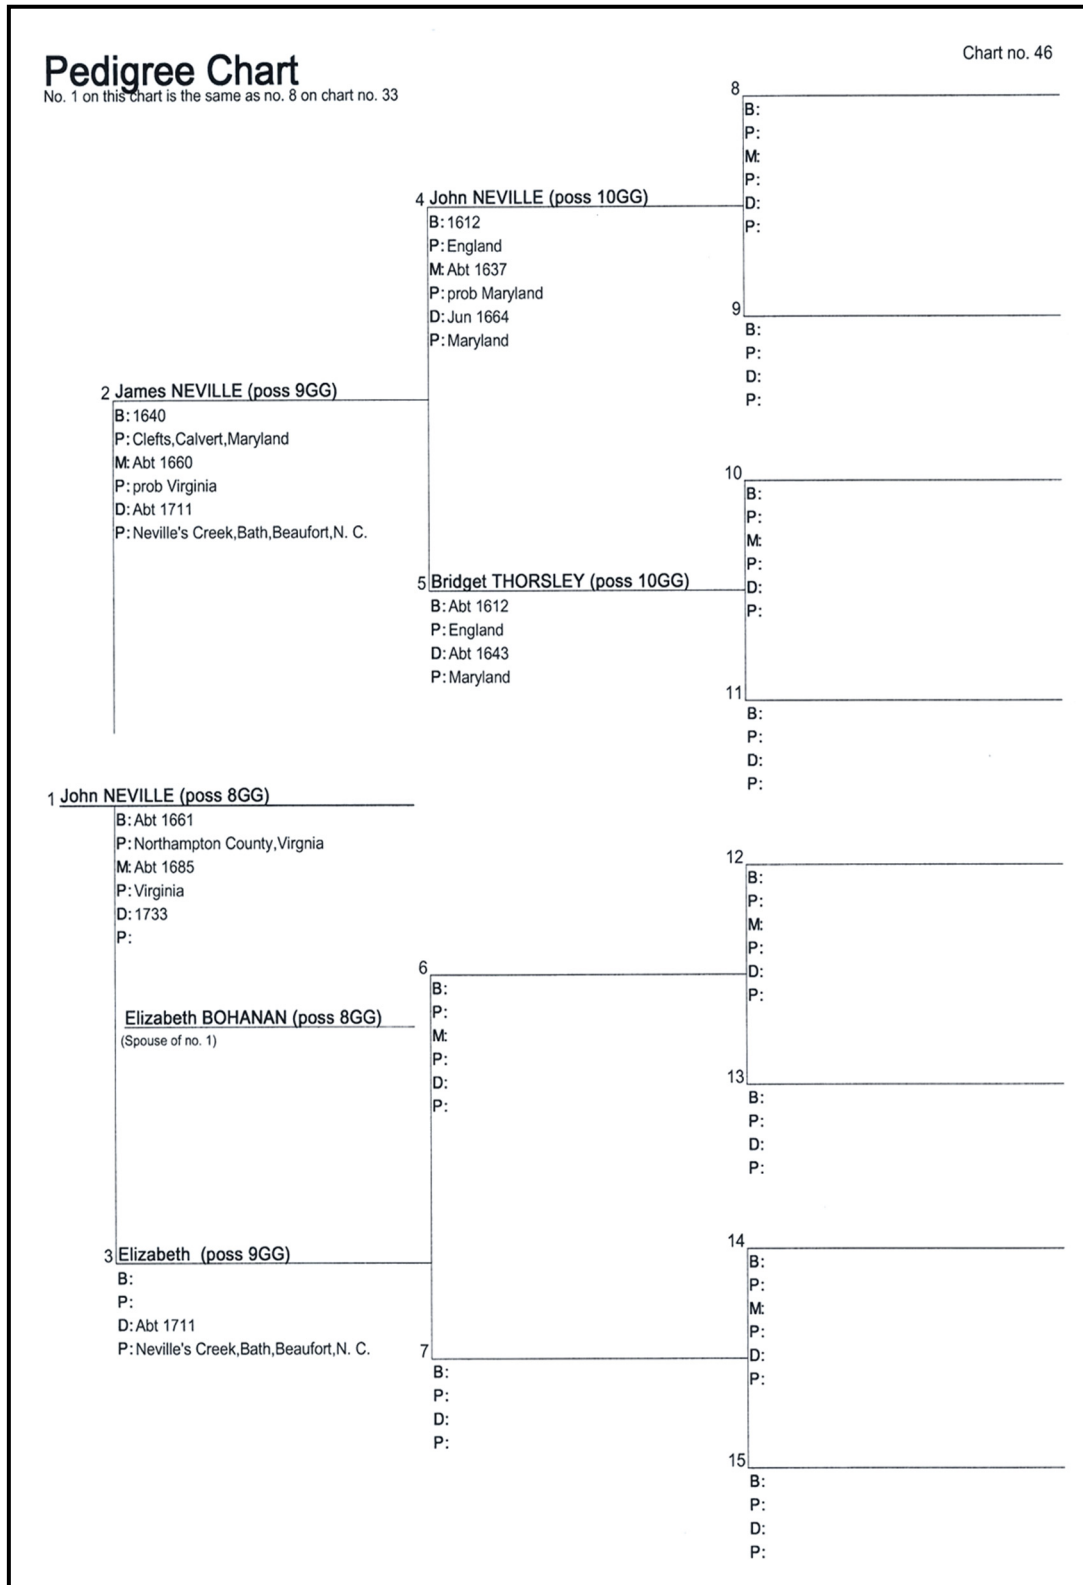 Pedigree Chart
Chart no. 46
No. 1 on this chart is the same as no. 8 on chart no. 33
8
B:
P:
M:
P:
D:
P:
4 John NEVILLE (poss 10GG)
B: 1612
P: England
M: Abt 1637
P: prob Maryland
D: Jun 1664
P: Maryland
9
B:
P:
D:
P:
2 James NEVILLE (poss 9GG)
B: 1640
P: Clefts,Calvert,Maryland
M: Abt 1660
P: prob Virginia
D: Abt 1711
P: Neville's Creek,Bath,Beaufort,N. C.
10
B:
P:
M:
P:
D:
P:
5 Bridget THORSLEY (poss 10GG)
B: Abt 1612
P: England
D: Abt 1643
P: Maryland
11
B:
P:
D:
P:
1 John NEVILLE (poss 8GG)
B: Abt 1661
P: Northampton County,Virgnia
M: Abt 1685
P: Virginia
D: 1733
P:
12
B:
P:
M:
P:
D:
P:
6
B:
P:
M:
P:
D:
P:
Elizabeth BOHANAN (poss 8GG)
(Spouse of no. 1)
13
B:
P:
D:
P:
3 Elizabeth (poss 9GG)
B:
P:
D: Abt 1711
P: Neville's Creek,Bath,Beaufort,N. C.
14
B:
P:
M:
P:
D:
P:
7
B:
P:
D:
P:
15
B:
P:
D:
P: